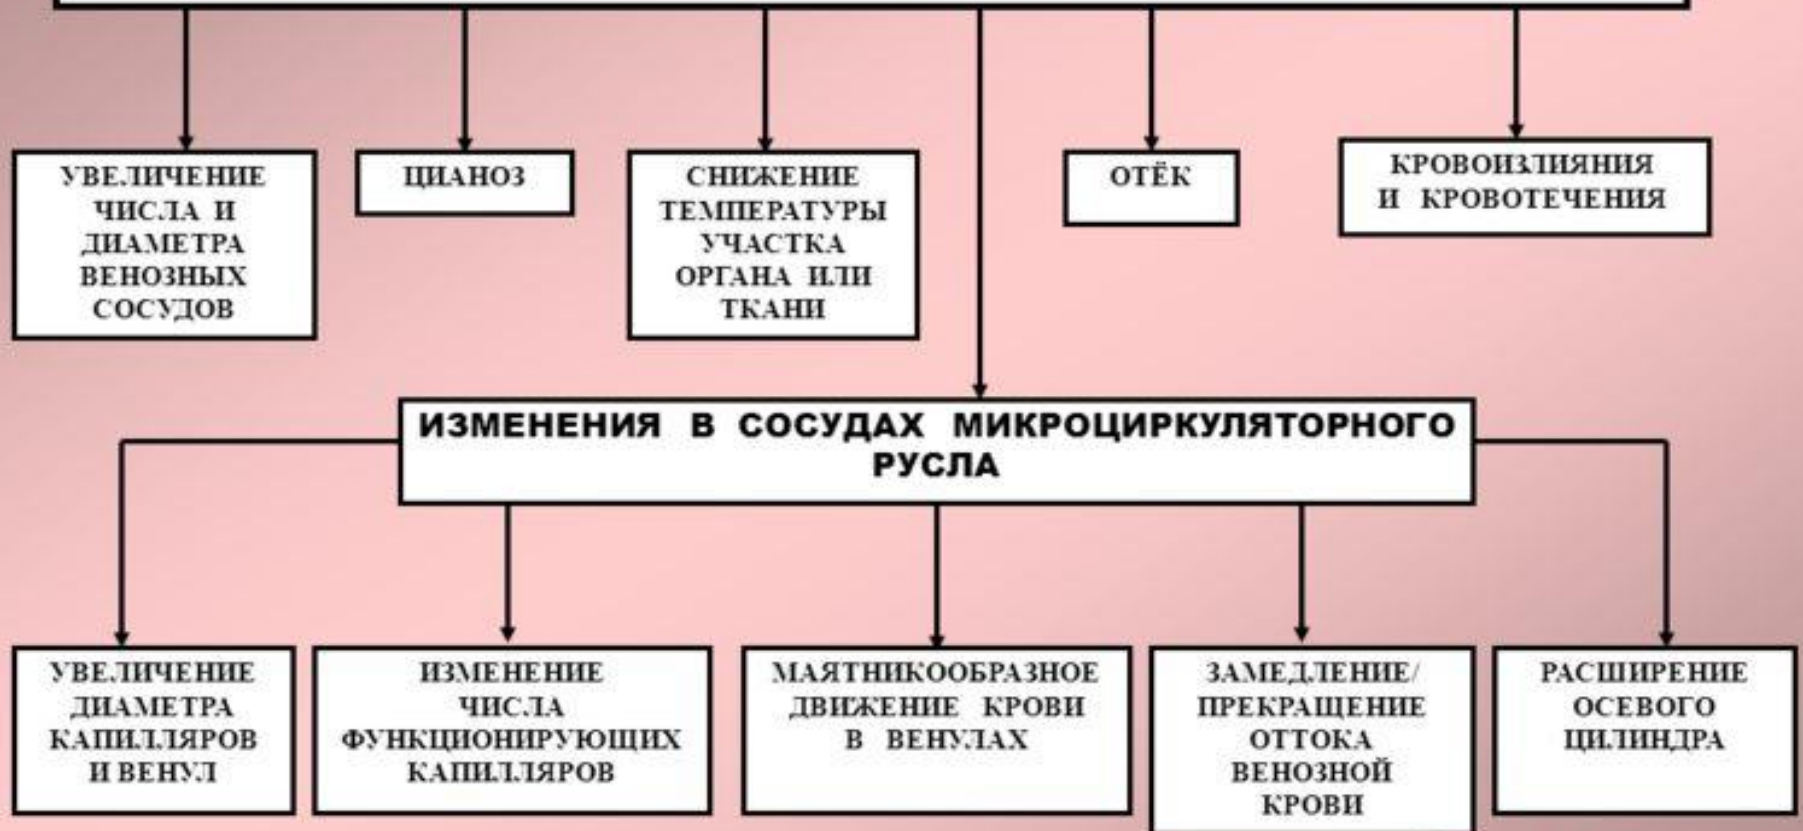 УВЕЛИЧЕНИЕ
ЧИСЛА И
ДИАМЕТРА
ВЕНОЗНЫХ
СОСУДОВ
ЦИАНОЗ
СНИЖЕНИЕ
ТЕМПЕРАТУРЫ
УЧАСТКА
ОРГАНА ИЛИ
ТКАНИ
ОТЁК
КРОВОИЗЛИЯНИЯ
И КРОВОТЕЧЕНИЯ
ИЗМЕНЕНИЯ В СОСУДАХ МИКРОЦИРКУЛЯТОРНОГО
РУСЛА
УВЕЛИЧЕНИЕ
ДИАМЕТРА
КАПИЛЛЯРОВ
И ВЕНУЛ
ИЗМЕНЕНИЕ
ЧИСЛА
ФУНКЦИОНИРУЮЩИХ
КАПИЛЛЯРОВ
МАЯТНИКООБРАЗНОЕ
ДВИЖЕНИЕ КРОВИ
В ВЕНУЛАХ
ЗАМЕДЛЕНИЕ/
ПРЕКРАЩЕНИЕ
ОТТОКА
ВЕНОЗНОЙ
КРОВИ
РАСШИРЕНИЕ
ОСЕВОГО
ЦИЛИНДРА